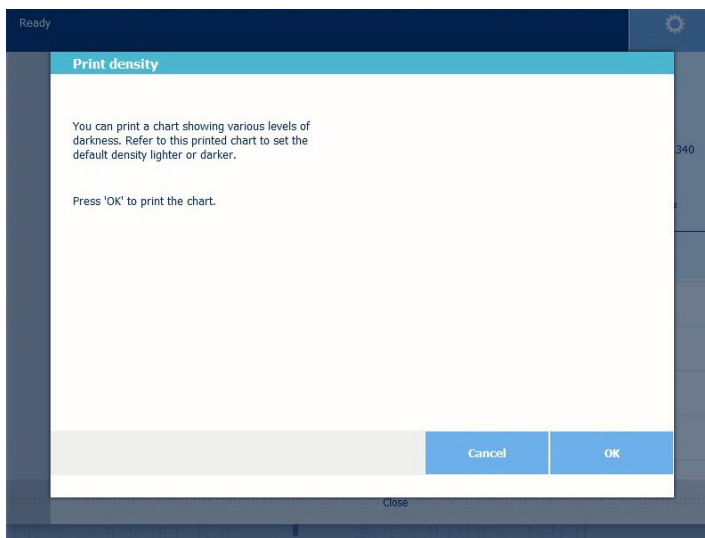 Ready
Print density
You can print a chart showing various levels of
darkness. Refer to this printed chart to set the
default density lighter or darker.
340
Press 'OK' to print the chart.
Cancel
OK
Close